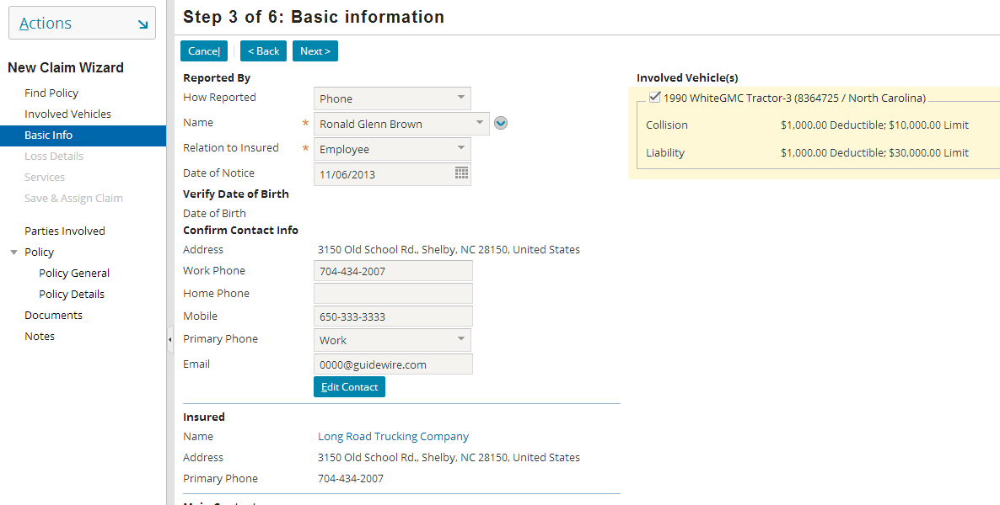 Actions
New Claim Wizard
Find Policy
Involved Vehicles
Basic Info
Loss Details
Services
Save & Assign Claim
Parties Involved
Policy
Policy General
Policy Details
Documents
Notes
Step 3 of 6: Basic information
Cancel < Back Next >
Reported By
How Reported Phone
Name * Ronald Glenn Brown
Relation to Insured * Employee
Date of Notice 11/06/2013
Verify Date of Birth
Date of Birth
Confirm Contact Info
Address 3150 Old School Rd., Shelby, NC 28150, United States
Work Phone 704-434-2007
Home Phone
Mobile 650-333-3333
Primary Phone Work
Email 0000@guidewire.com
Edit Contact
Insured
Name Long Road Trucking Company
Address 3150 Old School Rd., Shelby, NC 28150, United States
Primary Phone 704-434-2007
Involved Vehicle(s)
1990 WhiteGMC Tractor-3 (8364725 / North Carolina)
Collision $1,000.00 Deductible; $10,000.00 Limit
Liability $1,000.00 Deductible; $30,000.00 Limit